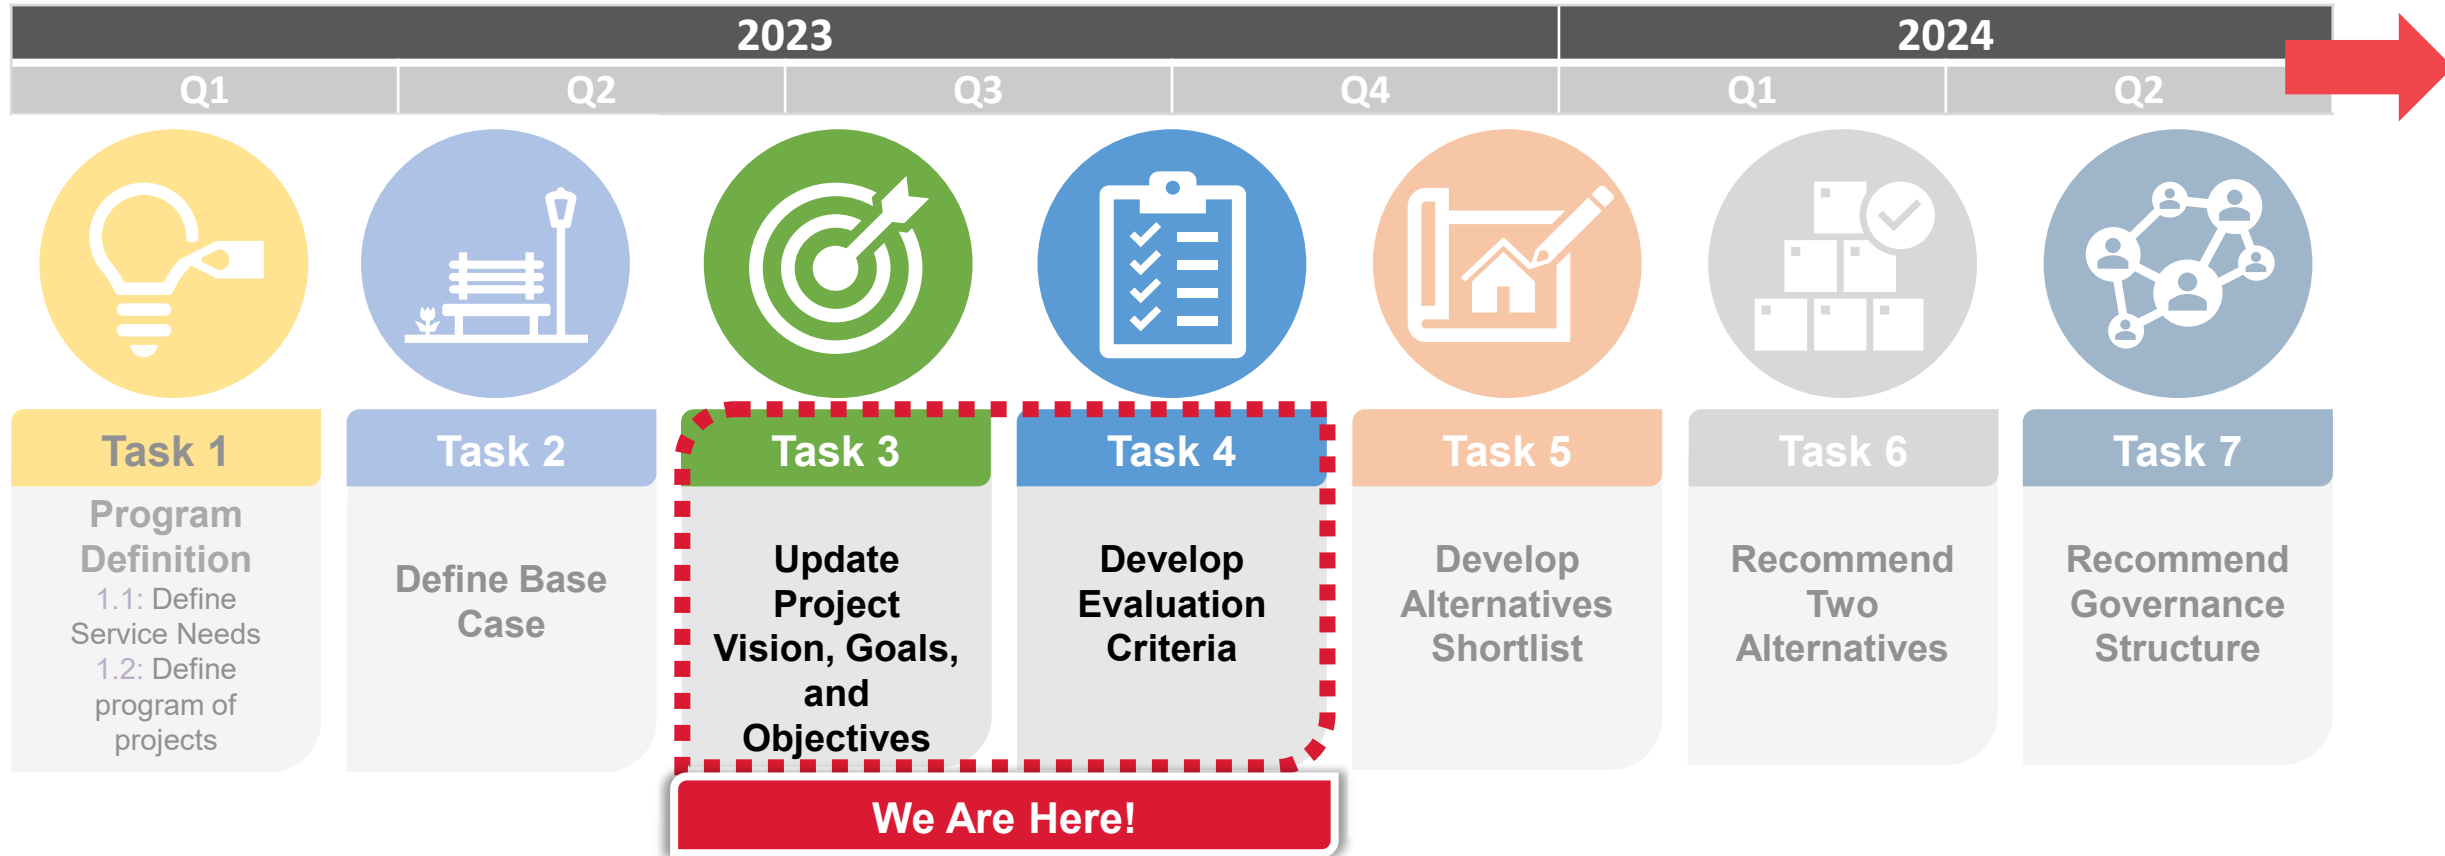 2023
2024
Q1
Q2
Q3
Q4
Q1
Q2
Task 1
Program
Definition
1.1: Define
Service Needs
1.2: Define
program of
projects
Task 2
Define Base
Case
Task 3
Update
Project
Vision, Goals,
and
Objectives
Task 4
Develop
Evaluation
Criteria
Task 5
Develop
Alternatives
Shortlist
Task 6
Recommend
Two
Alternatives
Task 7
Recommend
Governance
Structure
We Are Here!